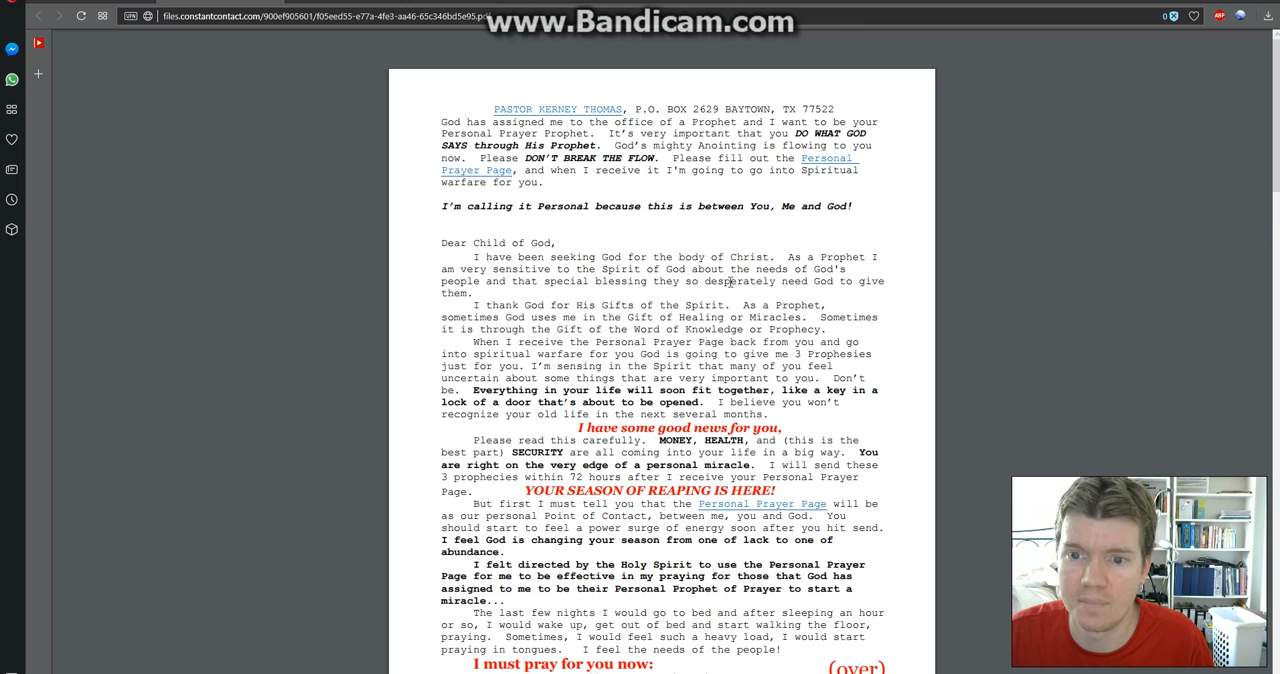 files.constantcontact.com/900ef905601/f05eed55-e77a-4fe3-aa46-65c346bd5e95.pdf
www.Bandicam.com
VPN
0
ABP
PASTOR KERNEY THOMAS, P.O. BOX 2629 BAYTOWN, TX 77522
God has assigned me to the office of a Prophet and I want to be your
Personal Prayer Prophet. It's very important that you DO WHAT GOD
SAYS through His Prophet. God's mighty Anointing is flowing to you
now. Please DON'T BREAK THE FLOW. Please fill out the Personal
Prayer Page, and when I receive it I'm going to go into Spiritual
warfare for you.
I'm calling it Personal because this is between You, Me and God!
Dear Child of God,
I have been seeking God for the body of Christ. As a Prophet I
am very sensitive to the Spirit of God about the needs of God's
people and that special blessing they so desperately need God to give
them.
I thank God for His Gifts of the Spirit. As a Prophet,
sometimes God uses me in the Gift of Healing or Miracles. Sometimes
it is through the Gift of the Word of Knowledge or Prophecy.
When I receive the Personal Prayer Page back from you and go
into spiritual warfare for you God is going to give me 3 Prophesies
just for you. I'm sensing in the Spirit that many of you feel
uncertain about some things that are very important to you. Don't
be. Everything in your life will soon fit together, like a key in a
lock of a door that's about to be opened. I believe you won't
recognize your old life in the next several months.
I have some good news for you,
Please read this carefully. MONEY, HEALTH, and (this is the
best part) SECURITY are all coming into your life in a big way. You
are right on the very edge of a personal miracle. I will send these
3 prophecies within 72 hours after I receive your Personal Prayer
Page. YOUR SEASON OF REAPING IS HERE!
But first I must tell you that the Personal Prayer Page will be
as our personal Point of Contact, between me, you and God. You
should start to feel a power surge of energy soon after you hit send.
I feel God is changing your season from one of lack to one of
abundance.
I felt directed by the Holy Spirit to use the Personal Prayer
Page for me to be effective in my praying for those that God has
assigned to me to be their Personal Prophet of Prayer to start a
miracle...
The last few nights I would go to bed and after sleeping an hour
or so, I would wake up, get out of bed and start walking the floor,
praying. Sometimes, I would feel such a heavy load, I would start
praying in tongues. I feel the needs of the people!
I must pray for you now: (over)